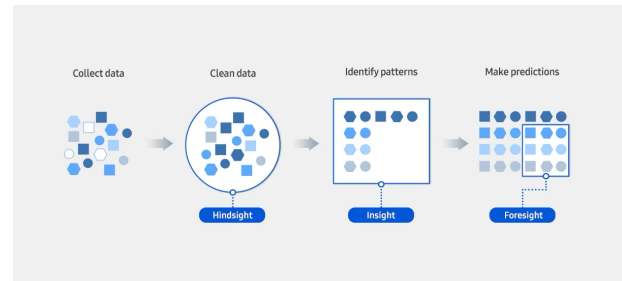 Collect data
Clean data
Identify patterns
Make predictions
Hindsight
Insight
Foresight